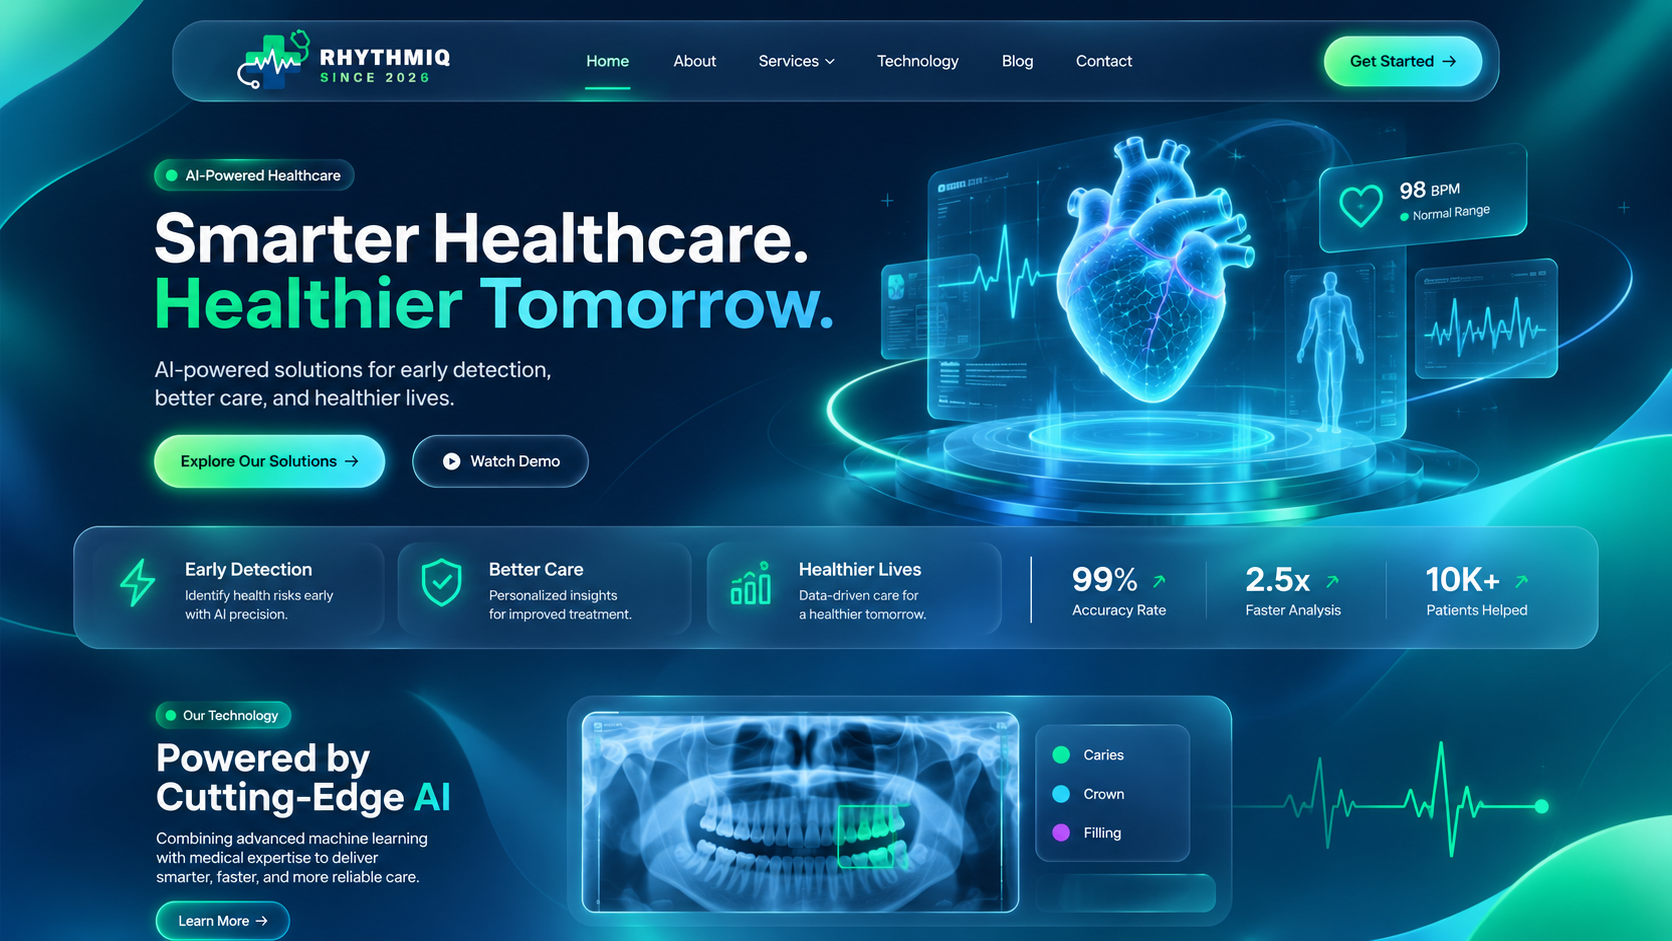 RHYTHMIQ
SINCE 2026
Home
About
Services
Technology
Blog
Contact
Get Started →
AI-Powered Healthcare
Smarter Healthcare.
Healthier Tomorrow.
AI-powered solutions for early detection,
better care, and healthier lives.
Explore Our Solutions →
Watch Demo
98 BPM
Normal Range
Early Detection
Identify health risks early
with AI precision.
Better Care
Personalized insights
for improved treatment.
Healthier Lives
Data-driven care for
a healthier tomorrow.
99%
Accuracy Rate
2.5x
Faster Analysis
10K+
Patients Helped
Our Technology
Powered by
Cutting-Edge AI
Combining advanced machine learning
with medical expertise to deliver
smarter, faster, and more reliable care.
Learn More →
Caries
Crown
Filling